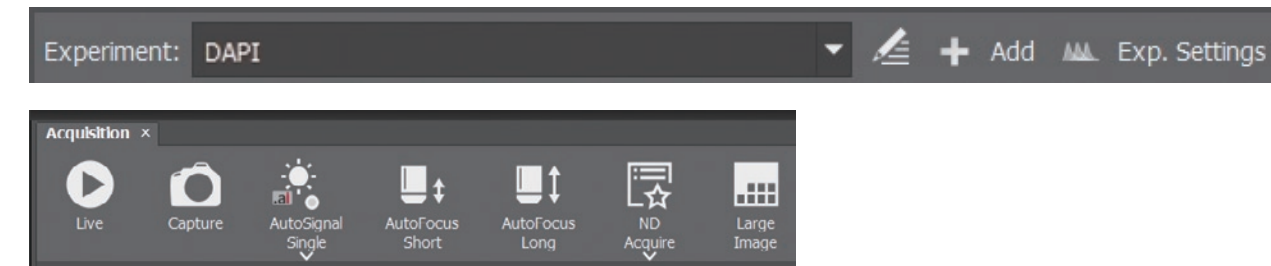 Experiment: DAPI Add Exp. Settings
Acquisition ×
Live Capture AutoSignal Single AutoFocus Short AutoFocus Long ND Acquire Large Image